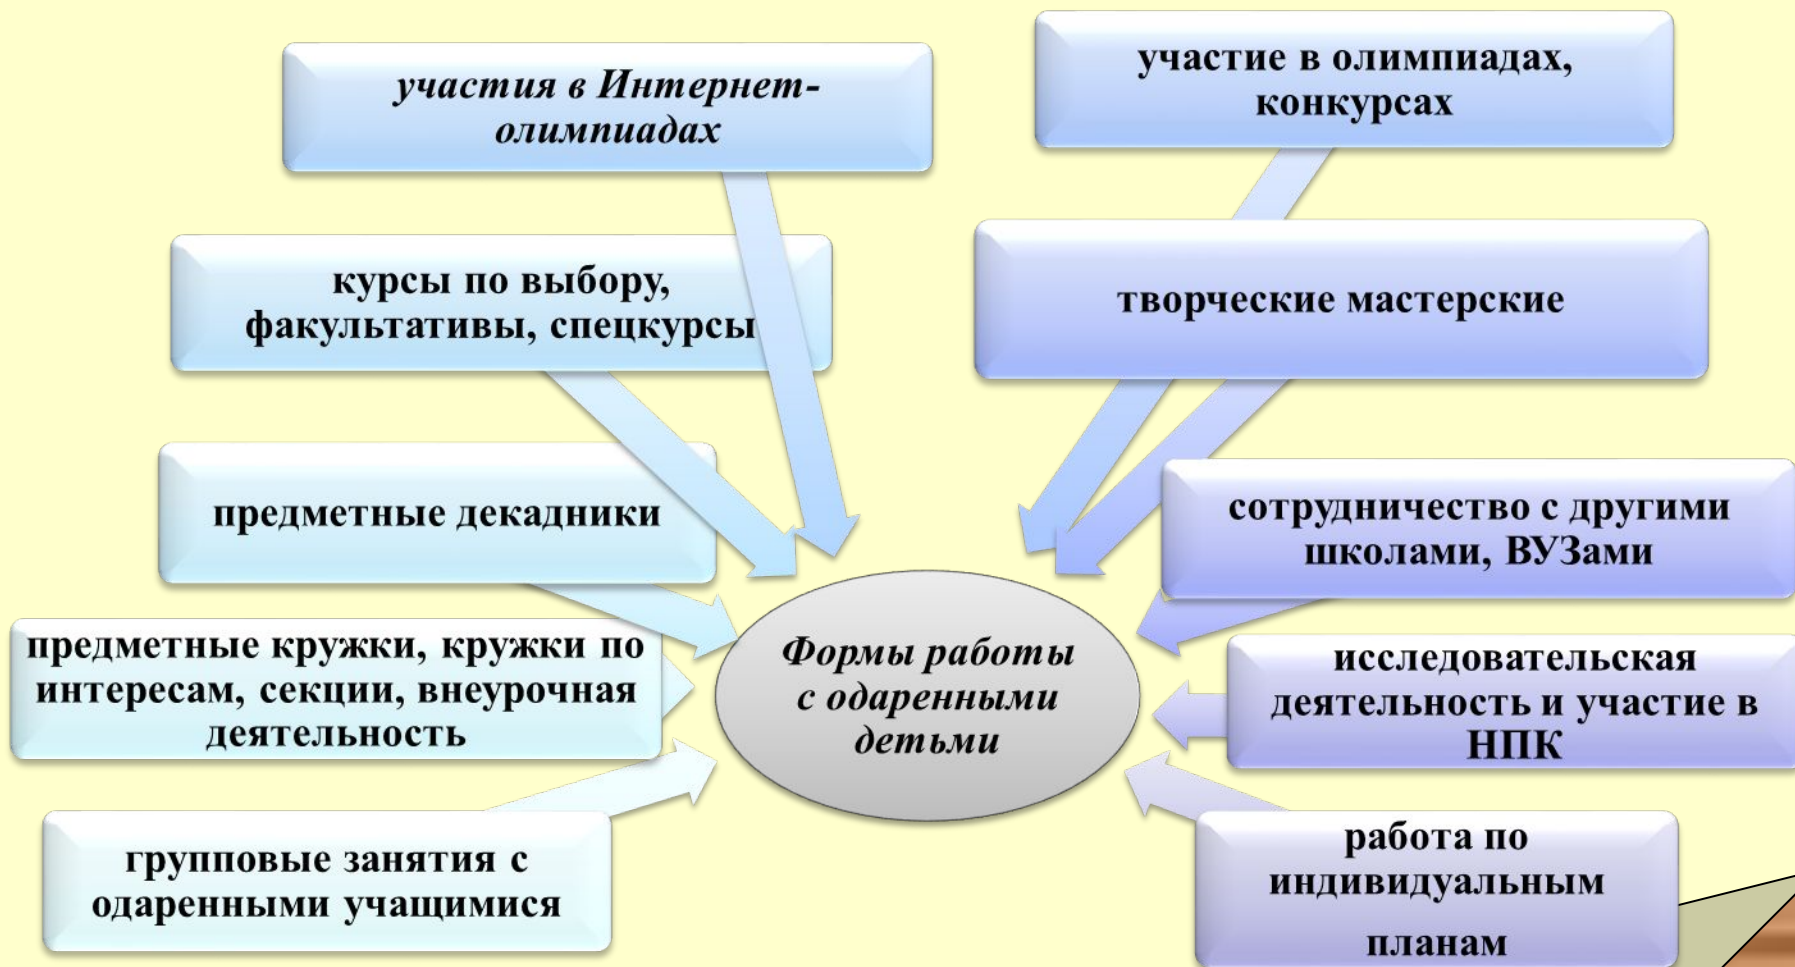 участия в Интернет-
олимпиадах
участие в олимпиадах,
конкурсах
курсы по выбору,
факультативы, спецкурсы
творческие мастерские
предметные декадники
сотрудничество с другими
школами, ВУЗами
предметные кружки, кружки по
интересам, секции, внеурочная
деятельность
Формы работы
с одаренными
детьми
исследовательская
деятельность и участие в
НПК
групповые занятия с
одаренными учащимися
работа по
индивидуальным
планам